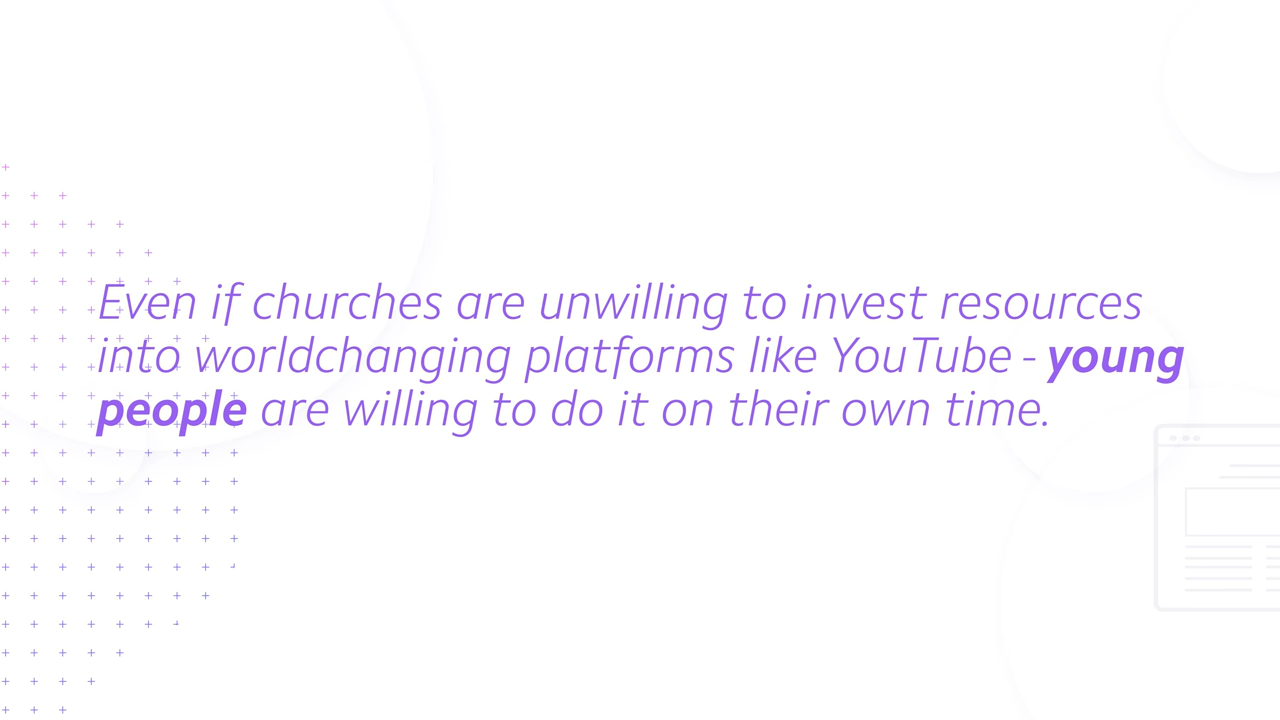 Even if churches are unwilling to invest resources
into worldchanging platforms like YouTube - young
people are willing to do it on their own time.